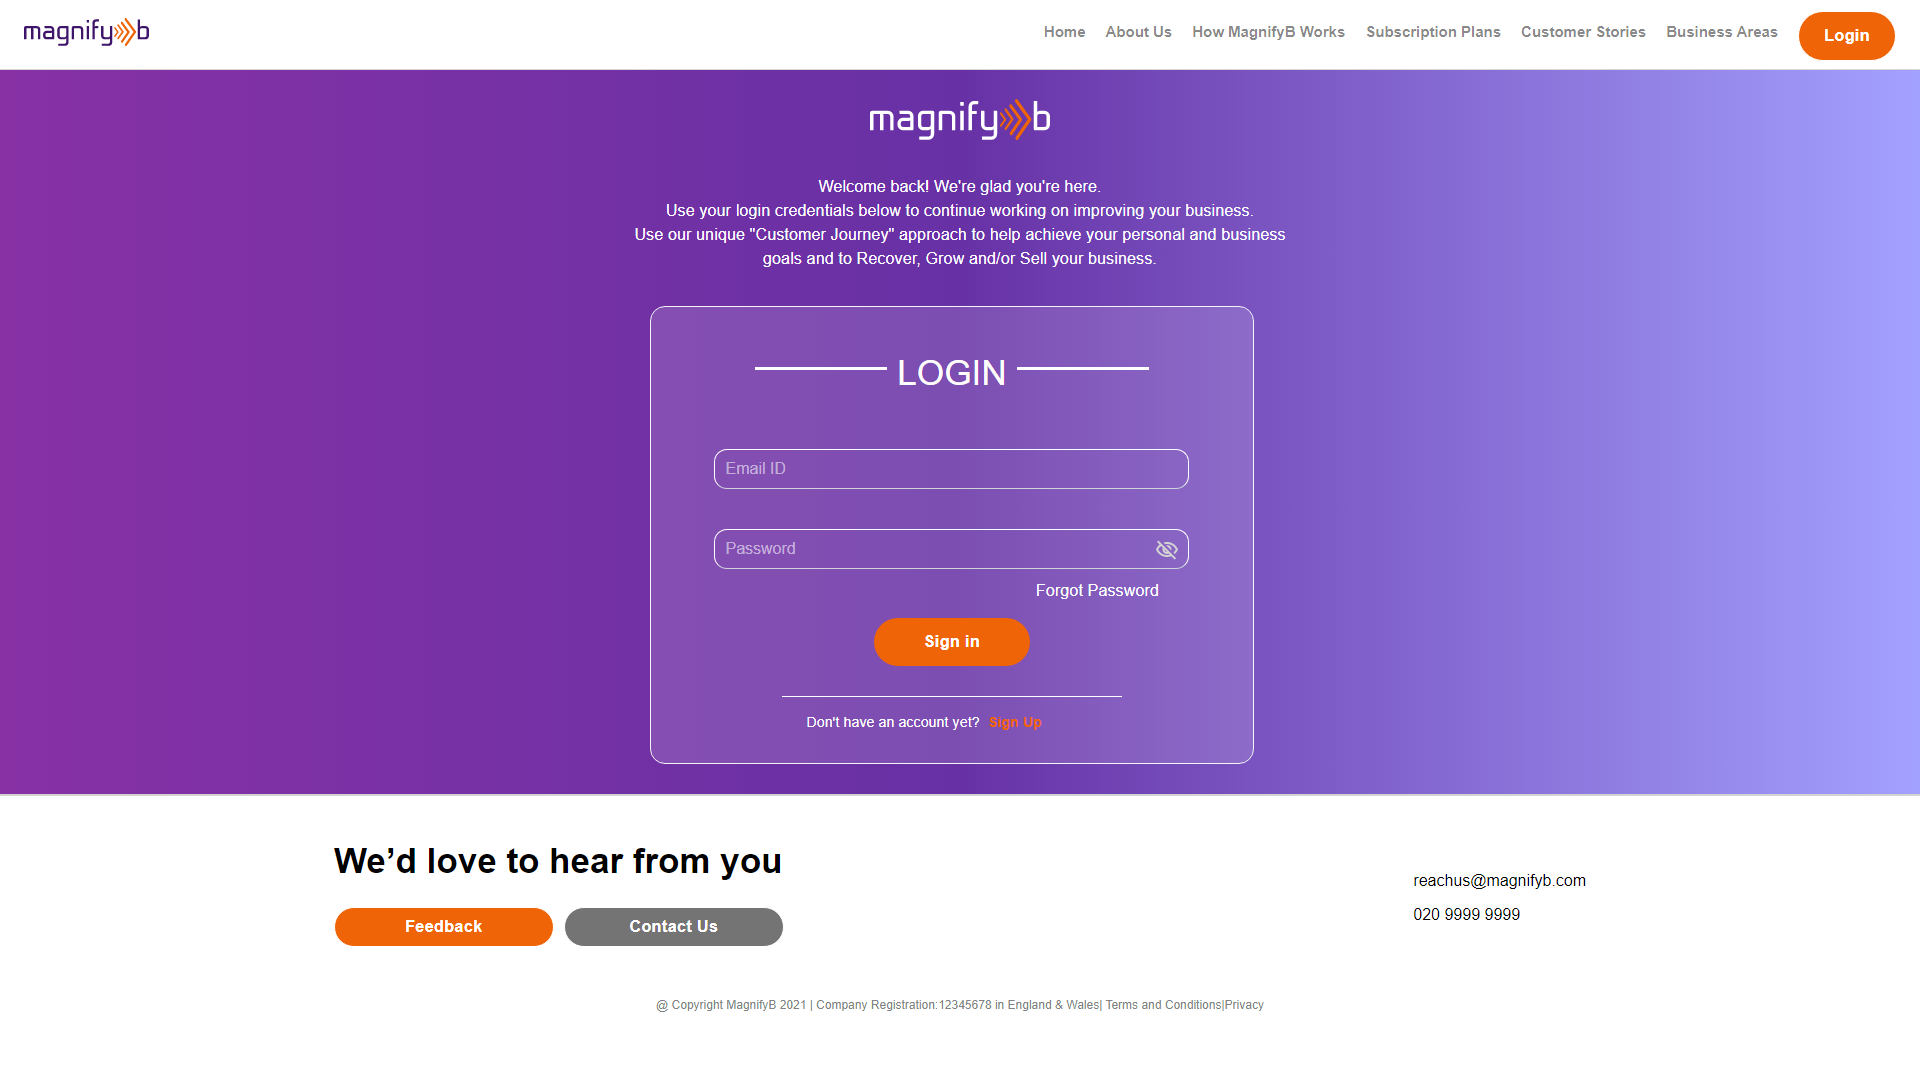 magnifyb
Home
About Us
How MagnifyB Works
Subscription Plans
Customer Stories
Business Areas
Login
magnifyb
Welcome back! We're glad you're here.
Use your login credentials below to continue working on improving your business.
Use our unique "Customer Journey" approach to help achieve your personal and business
goals and to Recover, Grow and/or Sell your business.
LOGIN
Email ID
Password
Forgot Password
Sign in
Don't have an account yet? Sign Up
We’d love to hear from you
Feedback
Contact Us
reachus@magnifyb.com
020 9999 9999
@ Copyright MagnifyB 2021 | Company Registration:12345678 in England & Wales| Terms and Conditions|Privacy